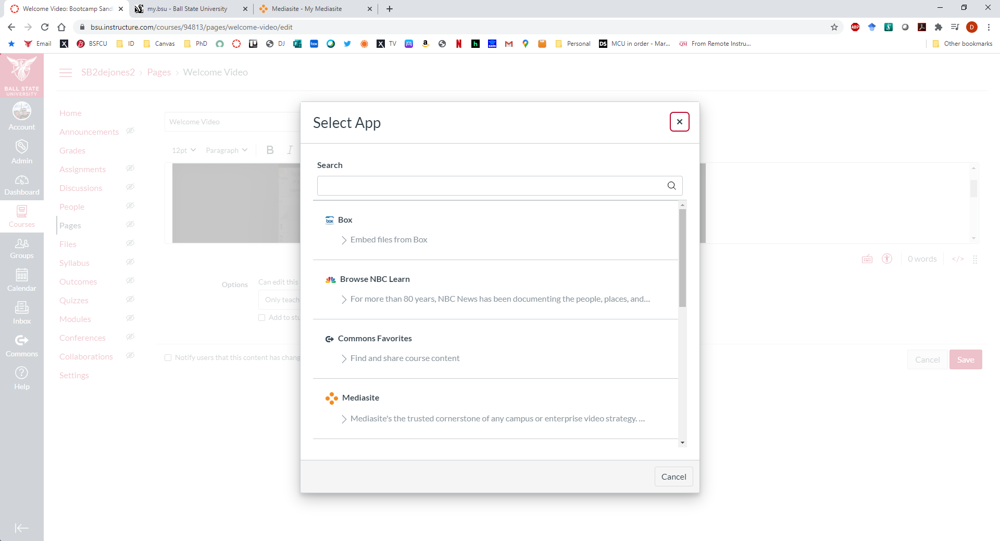 Welcome Video: Bootcamp Sand
my.bsu - Ball State University
Mediasite - My Mediasite
bsu.instructure.com/courses/94813/pages/welcome-video/edit
ABP
D
Email
BSFCU
ID
Canvas
PhD
DJ
box
TV
Personal
DS
MCU in order - Mar...
QM
From Remote Instru...
Other bookmarks
BALL STATE
UNIVERSITY
SB2dejones2 › Pages › Welcome Video
Account
Admin
Dashboard
Courses
Groups
Calendar
Inbox
Commons
Help
Home
Announcements
Grades
Assignments
Discussions
People
Pages
Files
Syllabus
Outcomes
Quizzes
Modules
Conferences
Collaborations
Settings
Welcome Video
12pt
Paragraph
B
I
0 words
</>
Options
Can edit this
Only teach
Add to stu
Notify users that this content has chang
Cancel
Save
Select App
Search
box
Box
Embed files from Box
Browse NBC Learn
For more than 80 years, NBC News has been documenting the people, places, and...
Commons Favorites
Find and share course content
Mediasite
Mediasite's the trusted cornerstone of any campus or enterprise video strategy. ...
Cancel